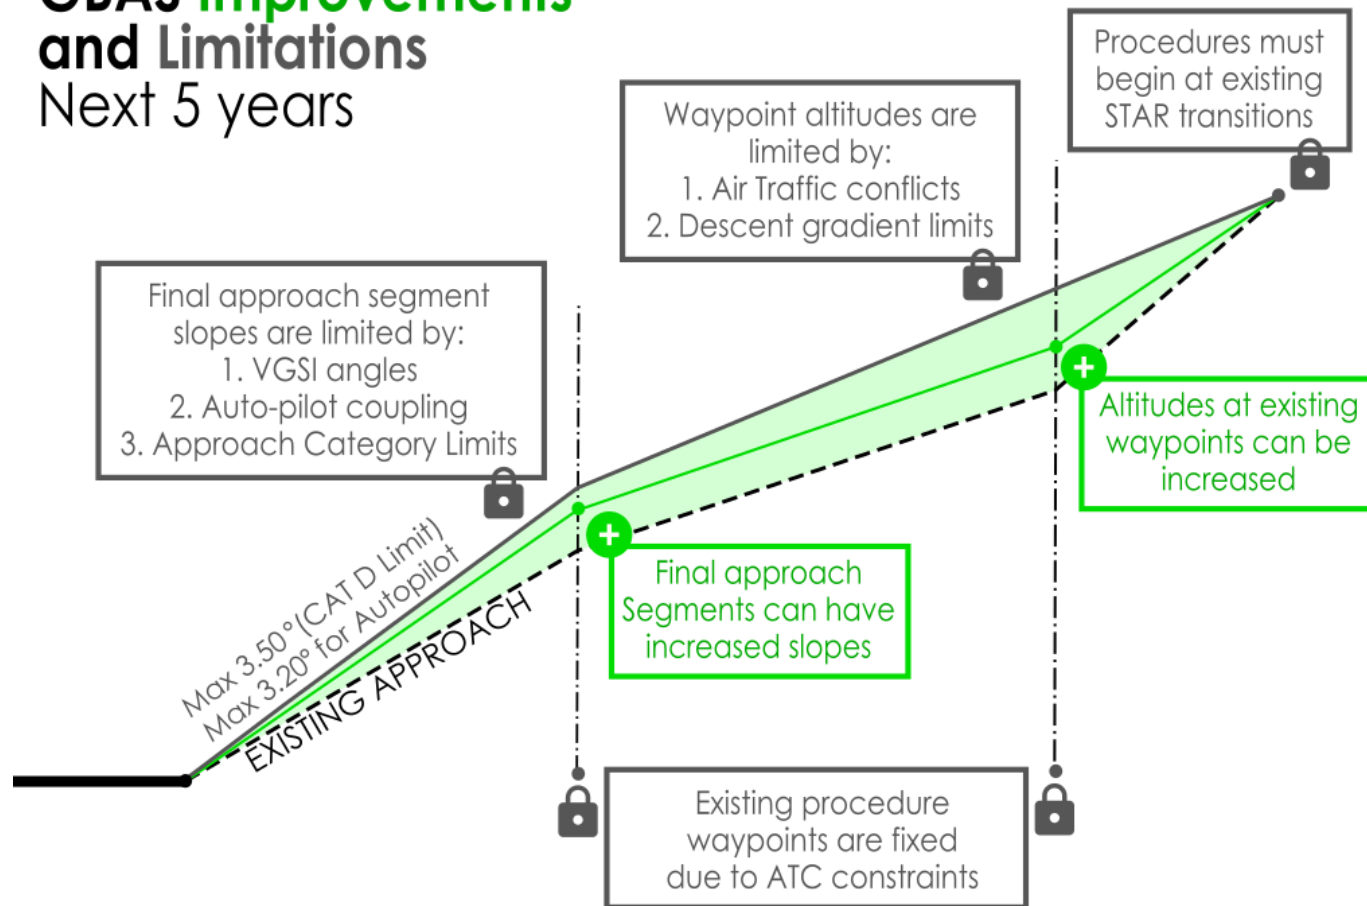 GBAS Improvements
and Limitations
Next 5 years
Procedures must
begin at existing
STAR transitions
Waypoint altitudes are
limited by:
1. Air Traffic conflicts
2. Descent gradient limits
Final approach segment
slopes are limited by:
1. VGSI angles
2. Auto-pilot coupling
3. Approach Category Limits
Altitudes at existing
waypoints can be
increased
Max 3.50° (CAT D Limit)
Max 3.20° for Autopilot
EXISTING APPROACH
Final approach
Segments can have
increased slopes
Existing procedure
waypoints are fixed
due to ATC constraints